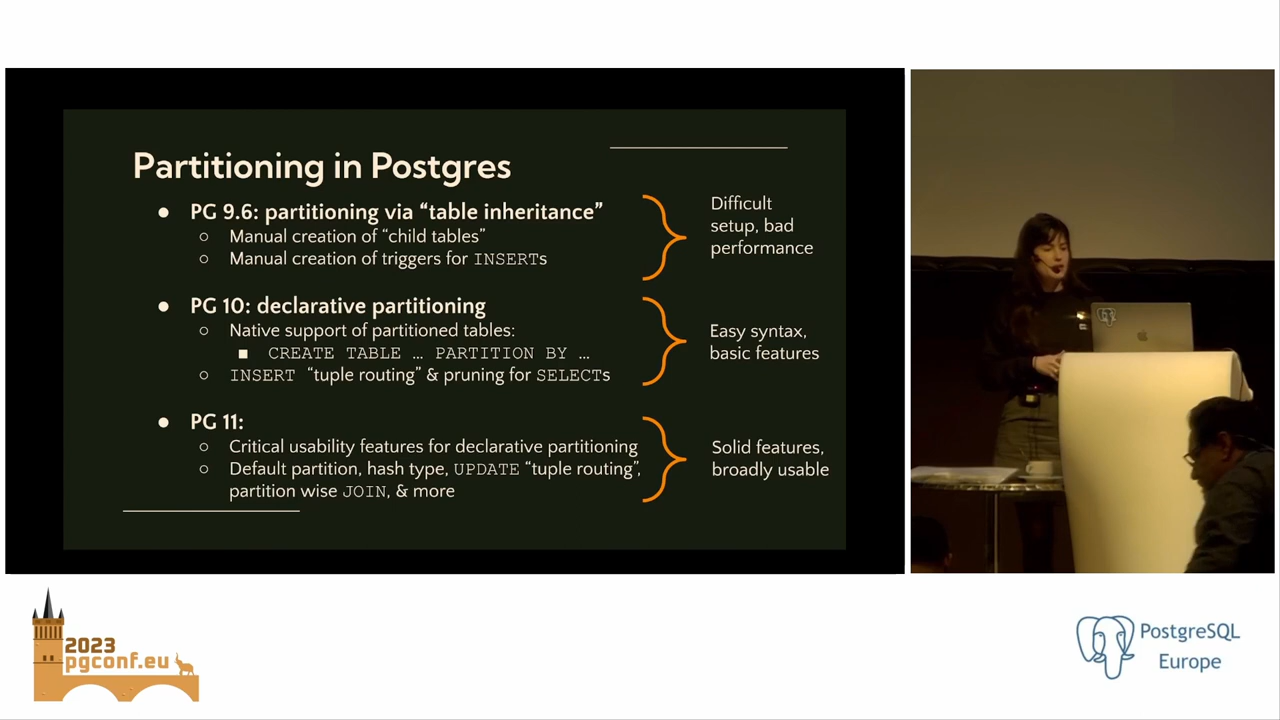 Partitioning in Postgres
● PG 9.6: partitioning via “table inheritance”
○ Manual creation of “child tables”
○ Manual creation of triggers for INSERTs
Difficult
setup, bad
performance
● PG 10: declarative partitioning
○ Native support of partitioned tables:
■ CREATE TABLE … PARTITION BY …
○ INSERT “tuple routing” & pruning for SELECTs
Easy syntax,
basic features
● PG 11:
○ Critical usability features for declarative partitioning
○ Default partition, hash type, UPDATE “tuple routing”,
partition wise JOIN, & more
Solid features,
broadly usable
2023
pgconf.eu
PostgreSQL
Europe